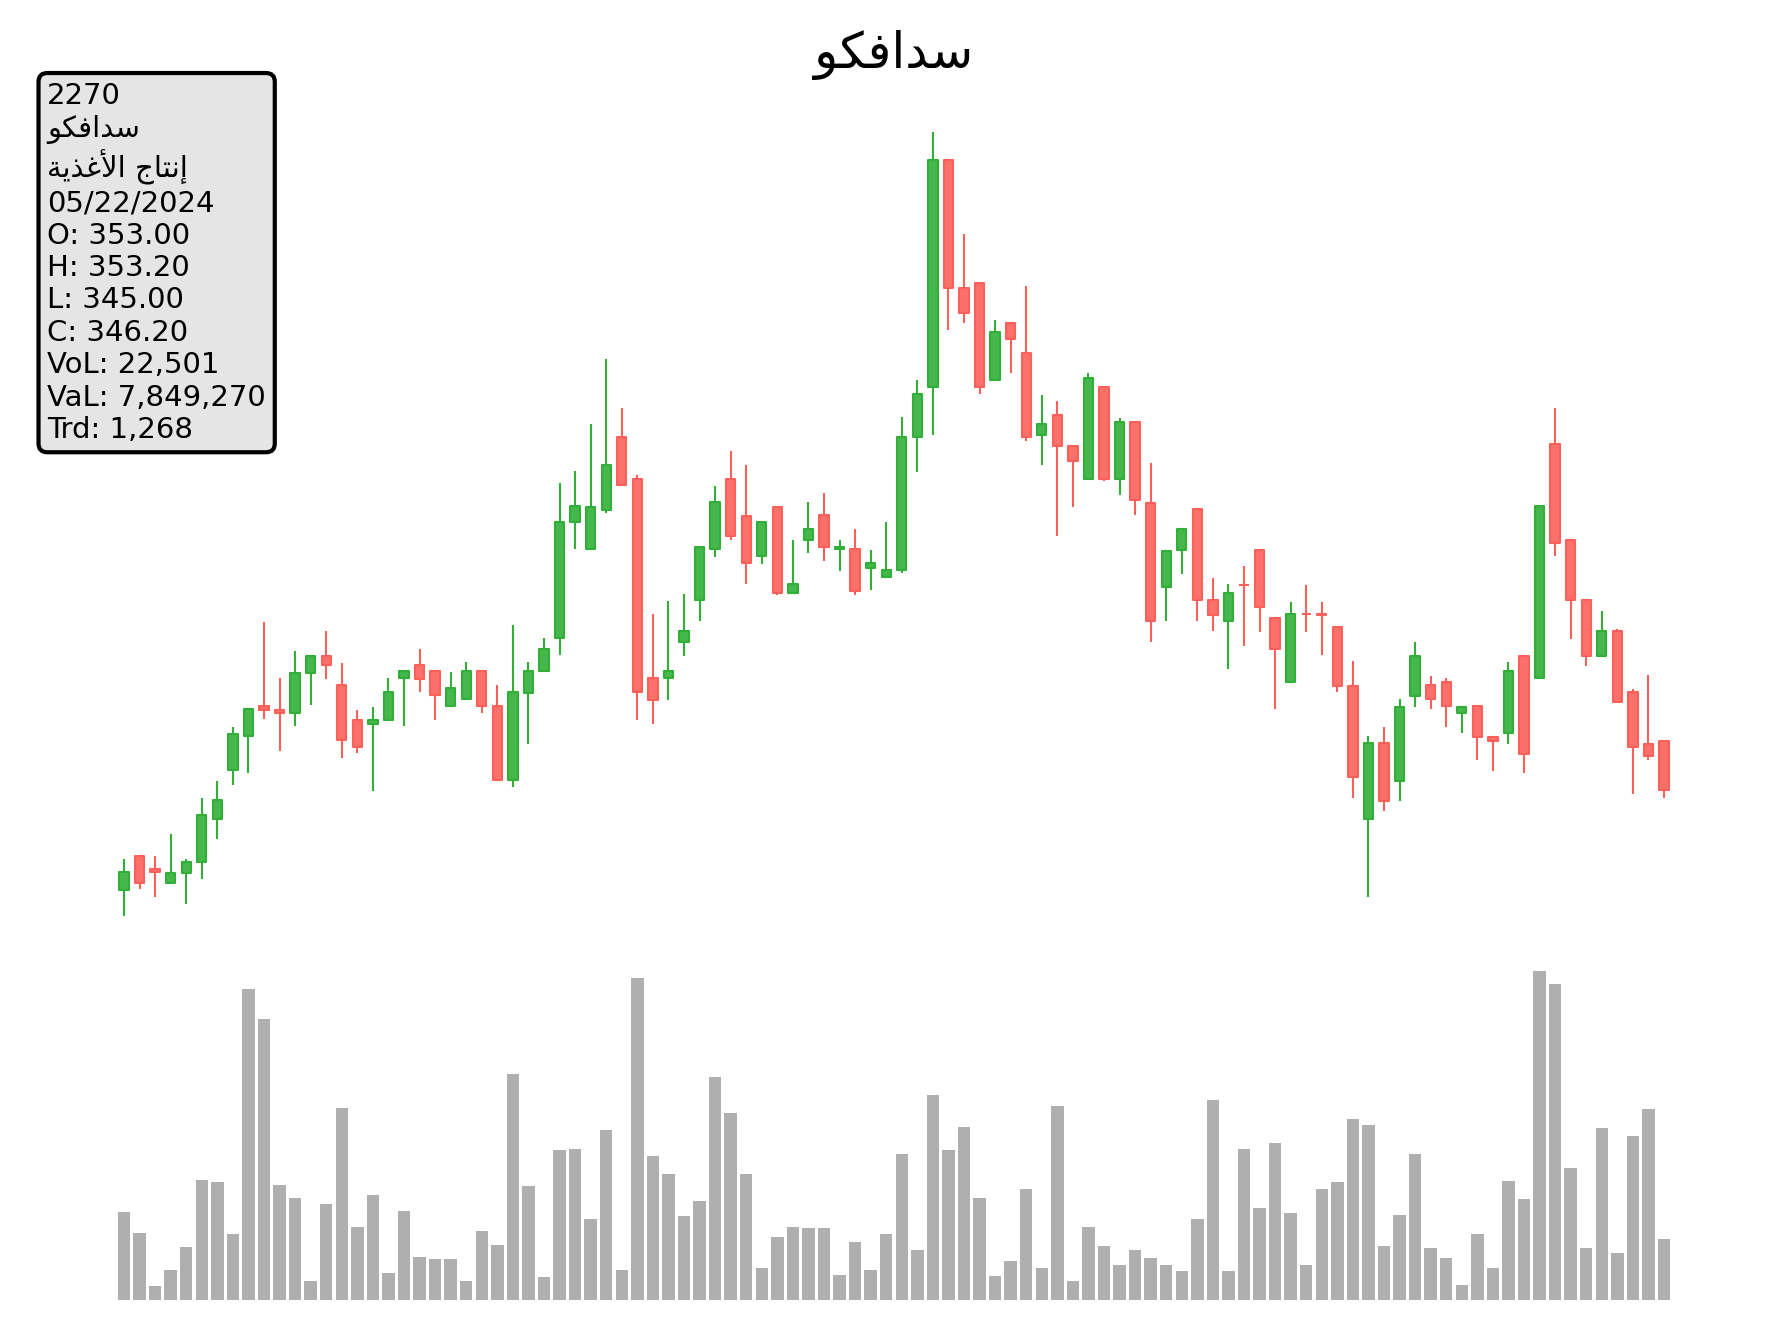 سدافكو
2270
سدافكو
إنتاج الأغذية
05/22/2024
O: 353.00
H: 353.20
L: 345.00
C: 346.20
VoL: 22,501
VaL: 7,849,270
Trd: 1,268